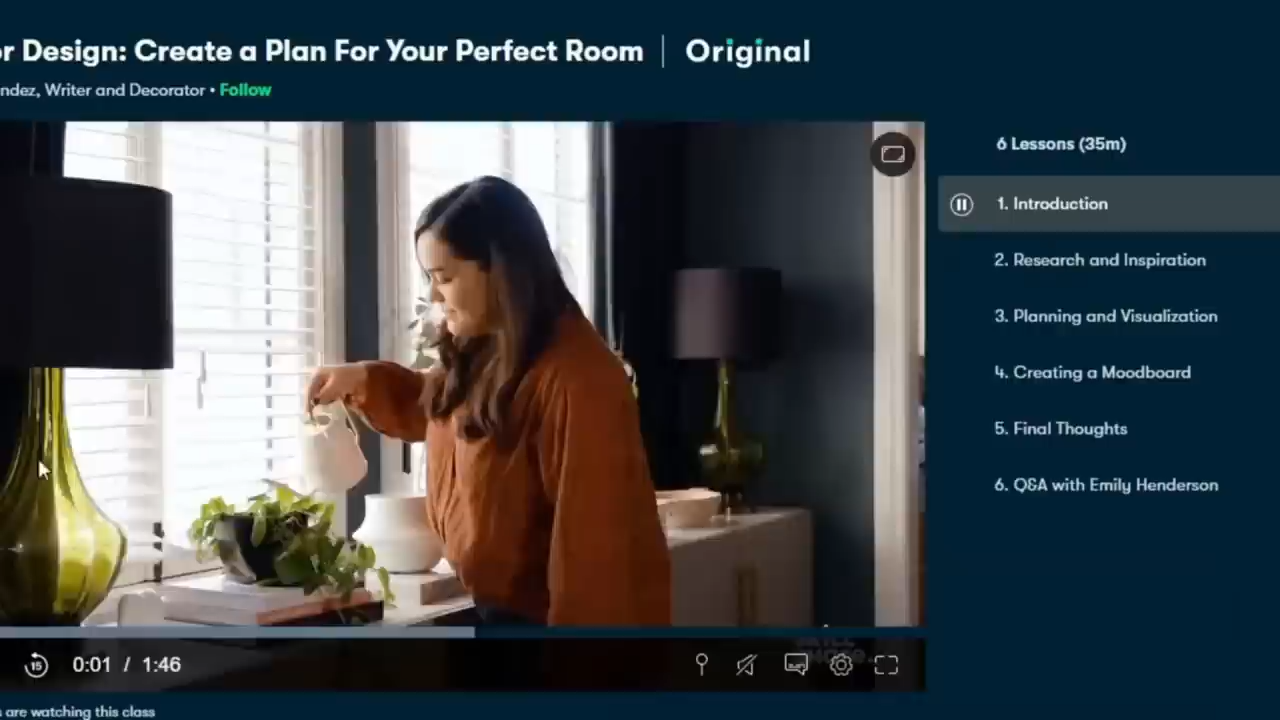 or Design: Create a Plan For Your Perfect Room | Original
ndez, Writer and Decorator • Follow
6 Lessons (35m)
1. Introduction
2. Research and Inspiration
3. Planning and Visualization
4. Creating a Moodboard
5. Final Thoughts
6. Q&A with Emily Henderson
15
0:01 / 1:46
s are watching this class